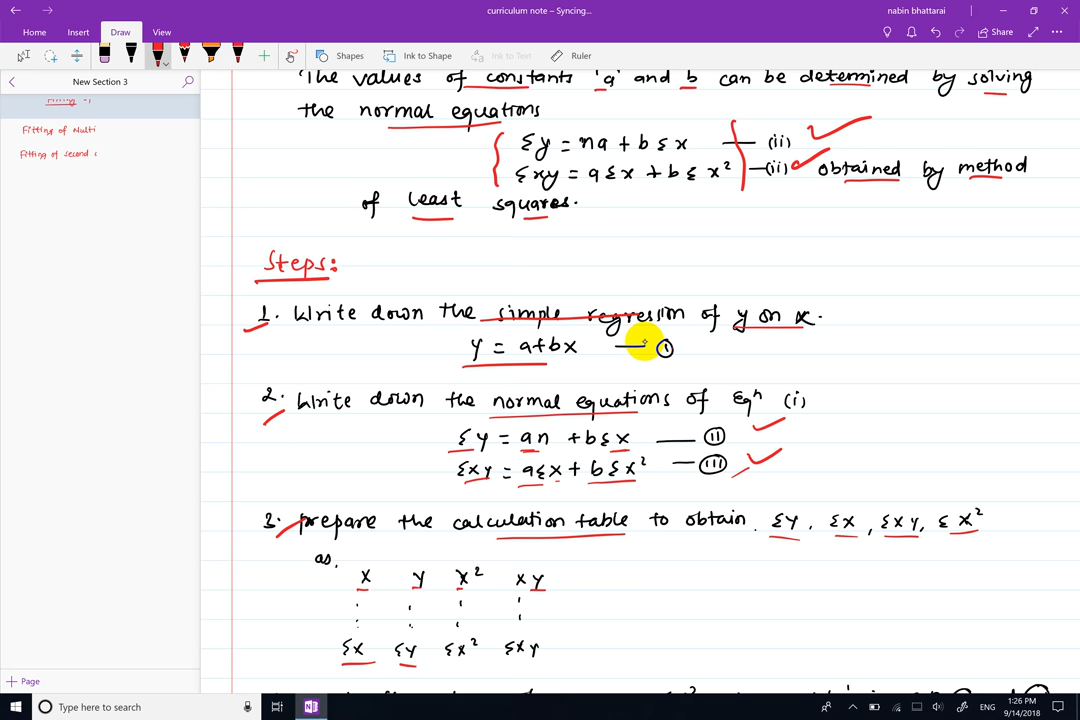 curriculum note - Syncing...
nabin bhattarai
Home Insert Draw View
Share
Shapes Ink to Shape Ink to Text Ruler
New Section 3
Fitting of Multi
Fitting of second
The values of constants 'a' and b can be determined by solving
the normal equations
Σy = na + bΣx — (ii)
Σxy = aΣx + bΣx² — (ii) obtained by method
of least squares.
Steps:
1. Write down the simple regression of y on x.
y = a+bx — (i)
2. Write down the normal equations of Eqⁿ (i)
Σy = an + bΣx — (II)
Σxy = aΣx + bΣx² — (III)
3. prepare the calculation table to obtain Σy, Σx, Σxy, Σx²
as.
x y x² xy
Σx Σy Σx² Σxy
+ Page
Type here to search
ENG
1:26 PM
9/14/2018